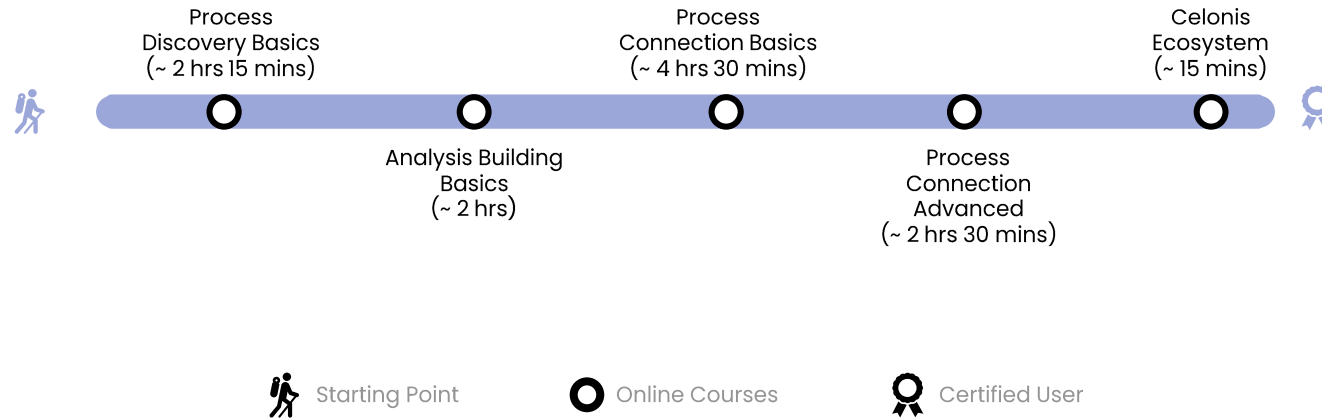 Process
Discovery Basics
(~ 2 hrs 15 mins)
Analysis Building
Basics
(~ 2 hrs)
Process
Connection Basics
(~ 4 hrs 30 mins)
Process
Connection
Advanced
(~ 2 hrs 30 mins)
Celonis
Ecosystem
(~ 15 mins)
Starting Point
Online Courses
Certified User